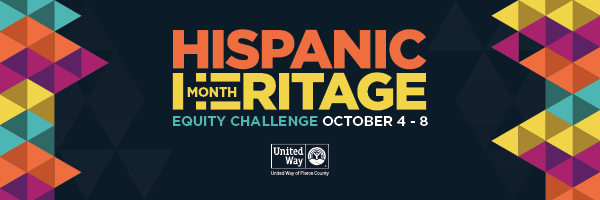 HISPANIC
HERITAGE
MONTH
EQUITY CHALLENGE OCTOBER 4 - 8
United
Way
United Way of Pierce County